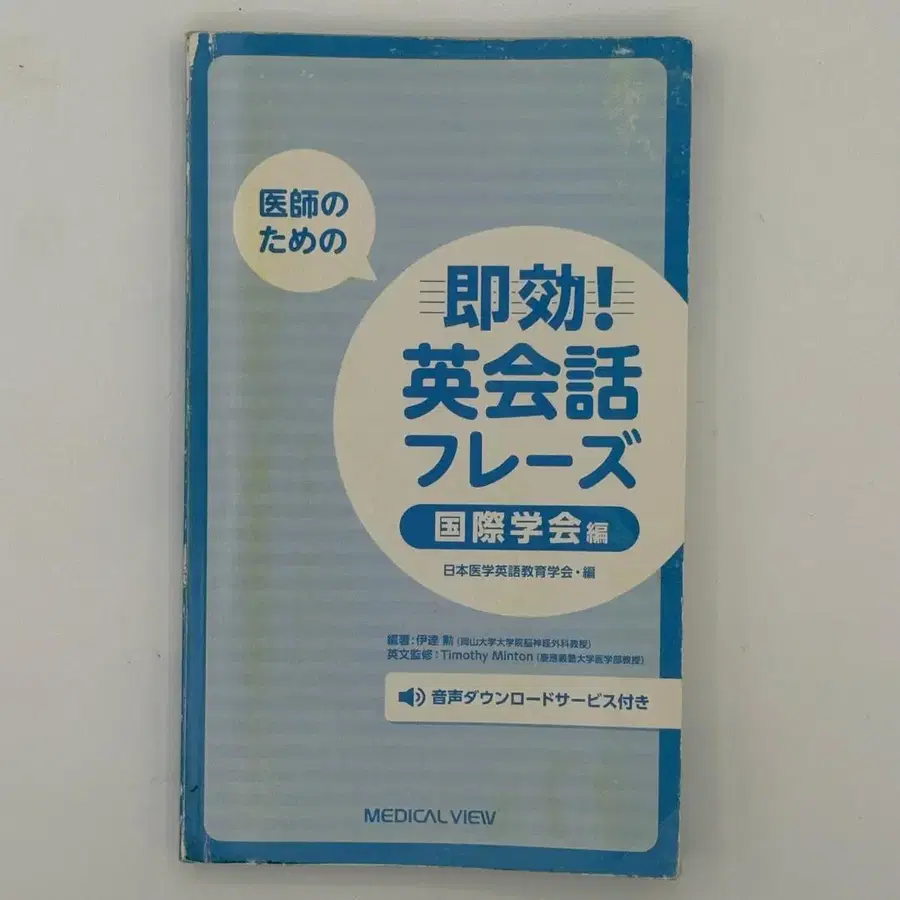 医師の
ための
即効!
英会話
フレーズ
国際学会編
日本医学英語教育学会・編
編著:伊達 勲(岡山大学大学院脳神経外科教授)
英文監修:Timothy Minton(慶應義塾大学医学部教授)
音声ダウンロードサービス付き
MEDICAL VIEW